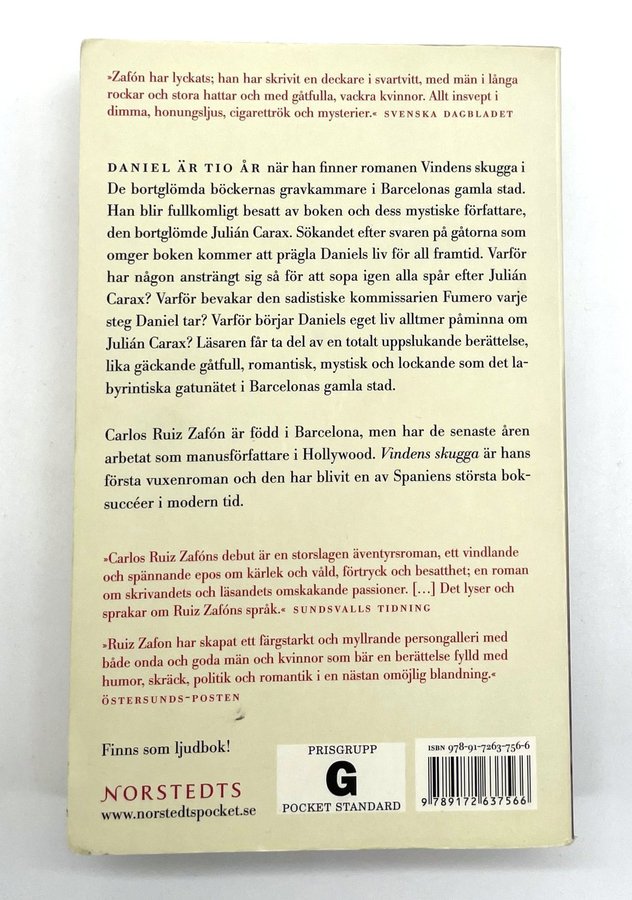 »Zafón har lyckats; han har skrivit en deckare i svartvitt, med män i långa
rockar och stora hattar och med gåtfulla, vackra kvinnor. Allt insvept i
dimma, honungsljus, cigarettrök och mysterier.« SVENSKA DAGBLADET
DANIEL ÄR TIO ÅR när han finner romanen Vindens skugga i
De bortglömda böckernas gravkammare i Barcelonas gamla stad.
Han blir fullkomligt besatt av boken och dess mystiske författare,
den bortglömde Julián Carax. Sökandet efter svaren på gåtorna som
omger boken kommer att prägla Daniels liv för all framtid. Varför
har någon ansträngt sig så för att sopa igen alla spår efter Julián
Carax? Varför bevakar den sadistiske kommissarien Fumero varje
steg Daniel tar? Varför börjar Daniels eget liv alltmer påminna om
Julián Carax? Läsaren får ta del av en totalt uppslukande berättelse,
lika gäckande gåtfull, romantisk, mystisk och lockande som det la-
byrintiska gatunätet i Barcelonas gamla stad.
Carlos Ruiz Zafón är född i Barcelona, men har de senaste åren
arbetat som manusförfattare i Hollywood. Vindens skugga är hans
första vuxenroman och den har blivit en av Spaniens största bok-
succéer i modern tid.
»Carlos Ruiz Zafóns debut är en storslagen äventyrsroman, ett vindlande
och spännande epos om kärlek och våld, förtryck och besatthet; en roman
om skrivandets och läsandets omskakande passioner. [...] Det lyser och
sprakar om Ruiz Zafóns språk.« SUNDSVALLS TIDNING
»Ruiz Zafon har skapat ett färgstarkt och myllrande persongalleri med
både onda och goda män och kvinnor som bär en berättelse fylld med
humor, skräck, politik och romantik i en nästan omöjlig blandning.«
ÖSTERSUNDS-POSTEN
Finns som ljudbok!
NORSTEDTS
www.norstedtspocket.se
PRISGRUPP
G
POCKET STANDARD
ISBN 978-91-7263-756-6
9 789172 637566